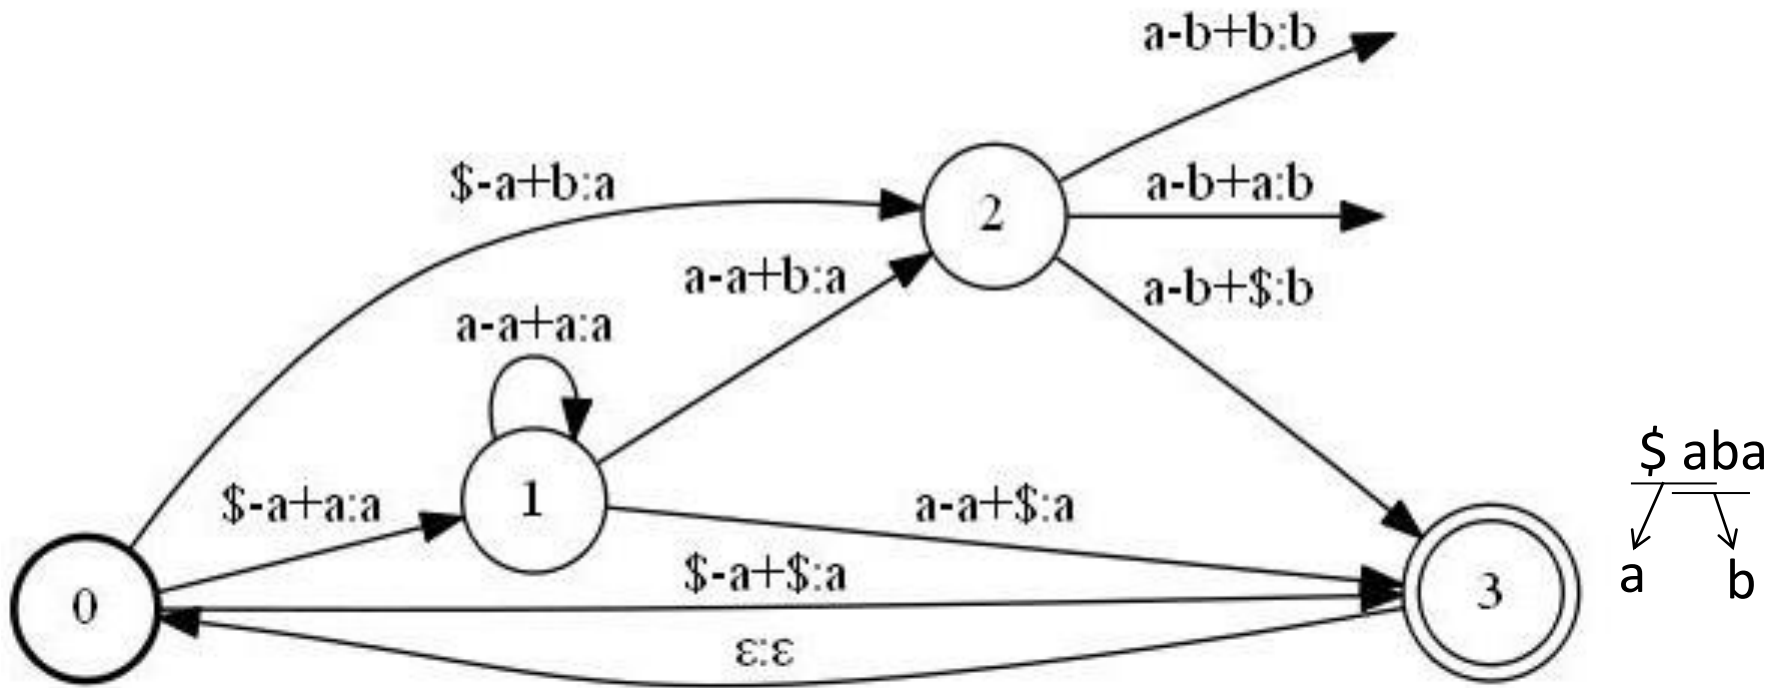 a-b+b:b
$-a+b:a
a-b+a:b
2
a-a+b:a
a-b+$:b
a-a+a:a
$ aba
$-a+a:a
1
a-a+$:a
$-a+$:a
a
b
0
3
ε:ε